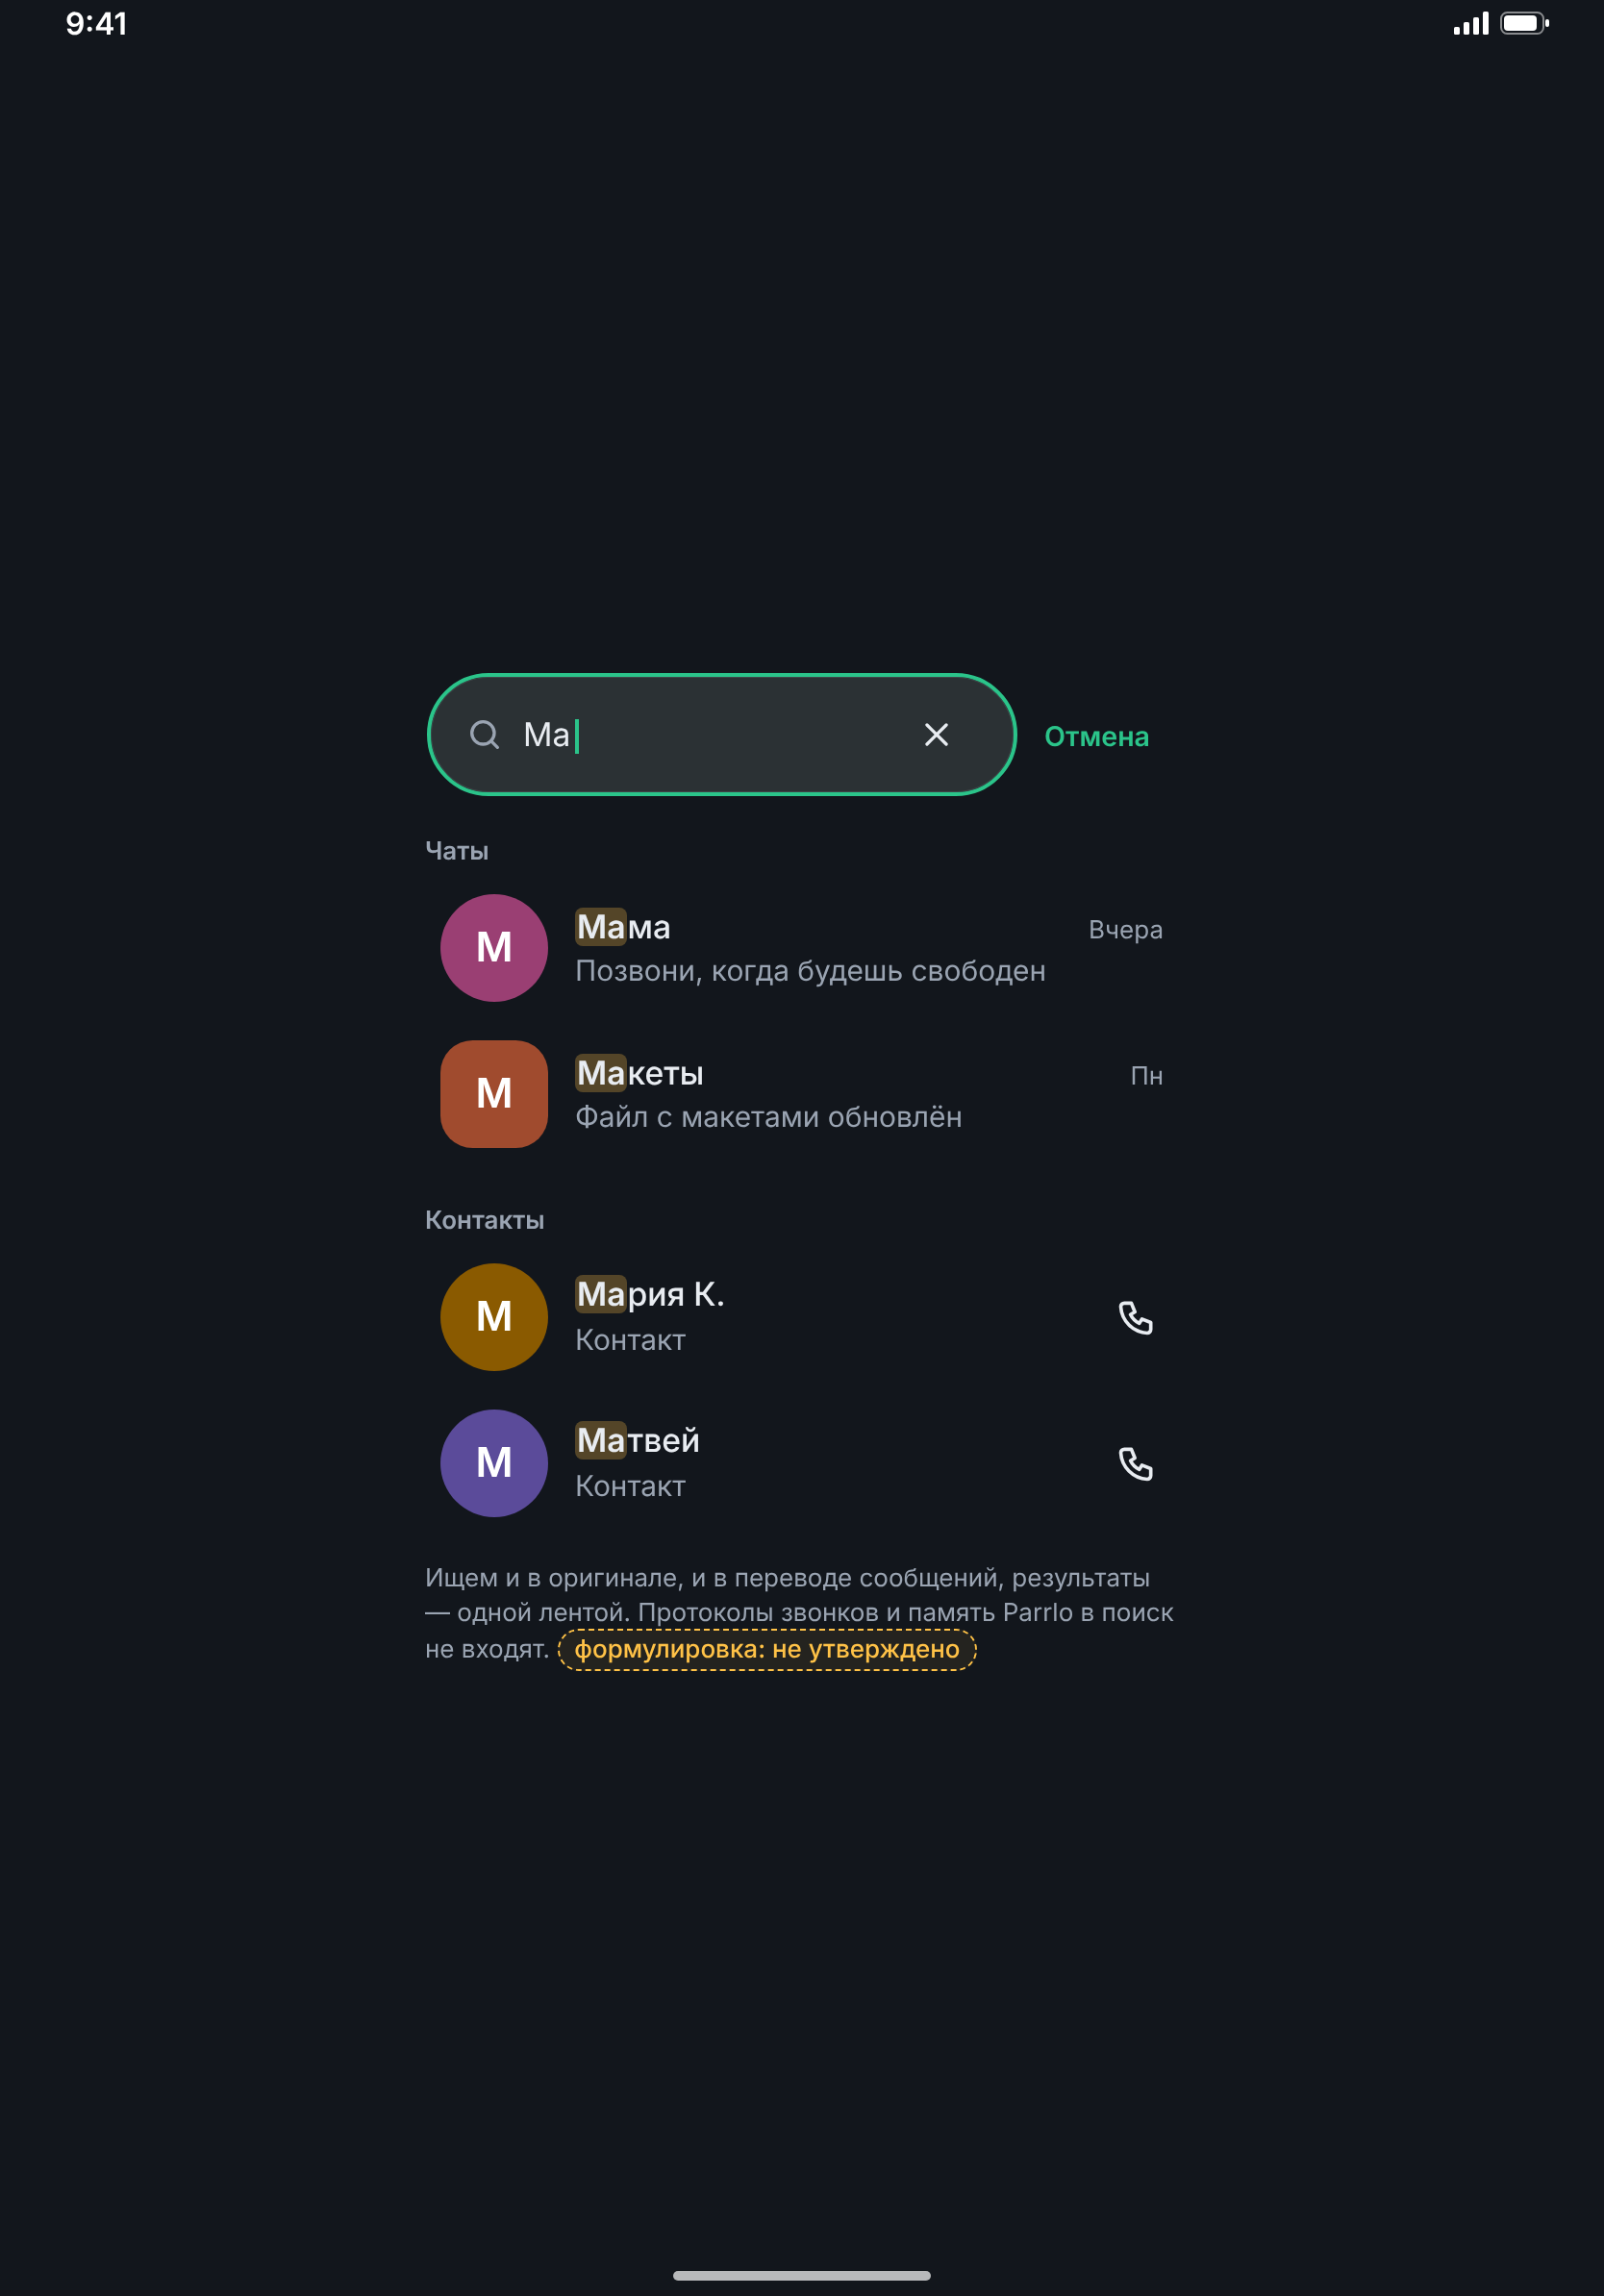 9:41
Ма
Отмена
Чаты
М
Мама
Вчера
Позвони, когда будешь свободен
М
Макеты
Пн
Файл с макетами обновлён
Контакты
М
Мария К.
Контакт
М
Матвей
Контакт
Ищем и в оригинале, и в переводе сообщений, результаты
— одной лентой. Протоколы звонков и память Parrlo в поиск
не входят. формулировка: не утверждено